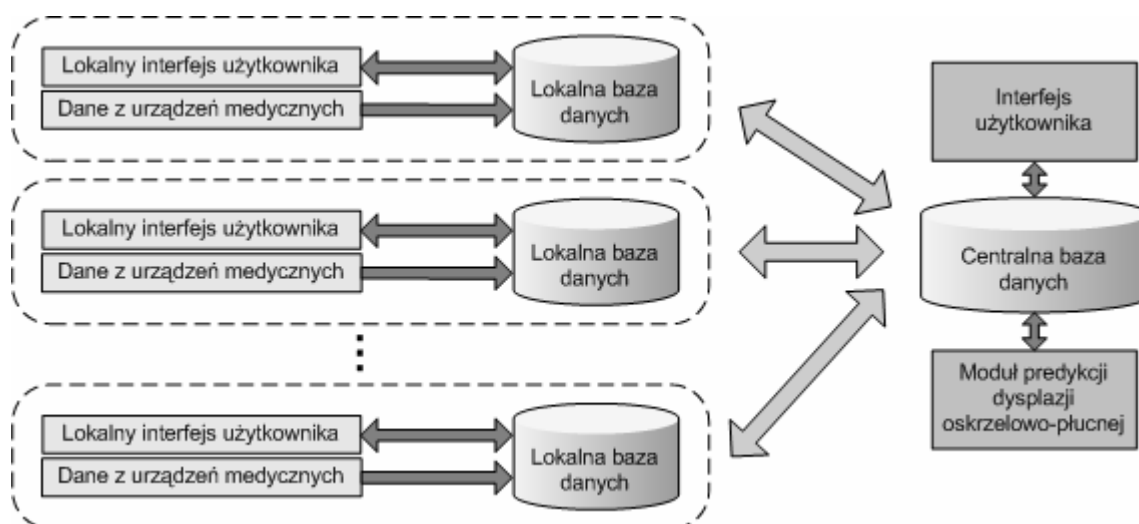 Lokalny interfejs użytkownika
Dane z urządzeń medycznych
Lokalna baza
danych
Lokalny interfejs użytkownika
Dane z urządzeń medycznych
Lokalna baza
danych
Lokalny interfejs użytkownika
Dane z urządzeń medycznych
Lokalna baza
danych
Interfejs
użytkownika
Centralna baza
danych
Moduł predykcji
dysplazji
oskrzelowo-płucnej